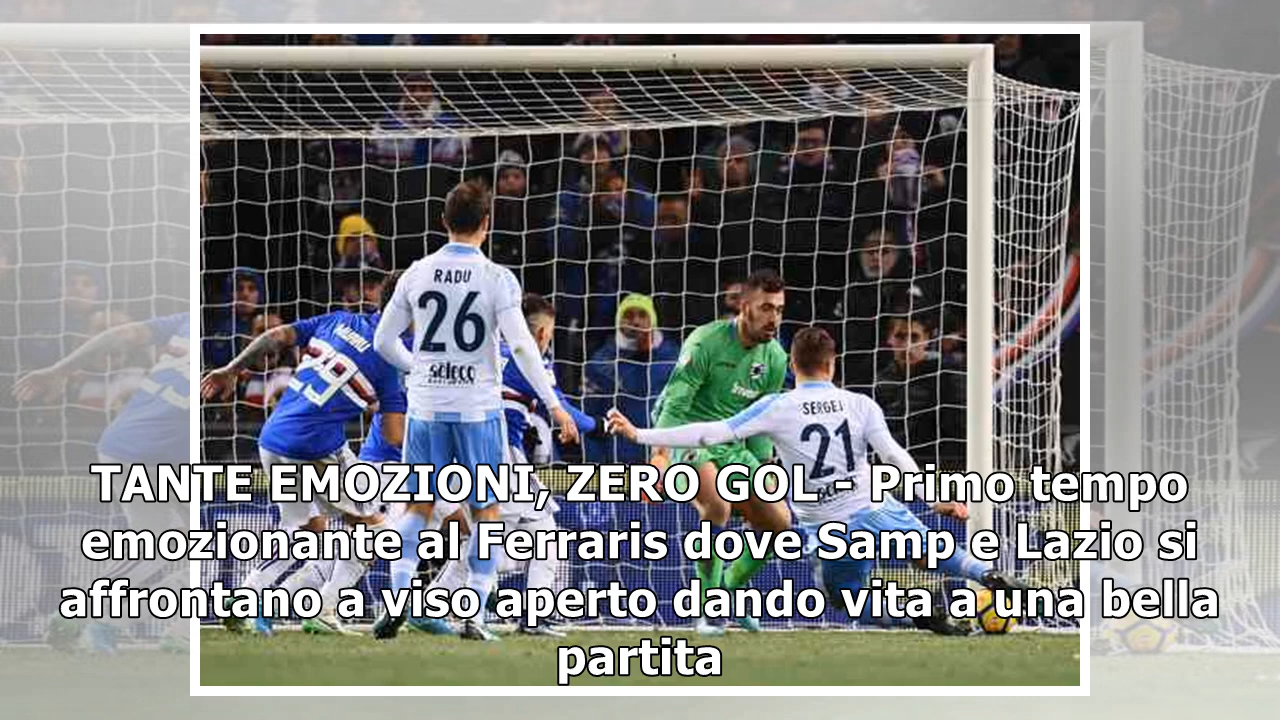 RADU
26
seleco
29
SERGEJ
21
TANTE EMOZIONI, ZERO GOL - Primo tempo
emozionante al Ferraris dove Samp e Lazio si
affrontano a viso aperto dando vita a una bella
partita